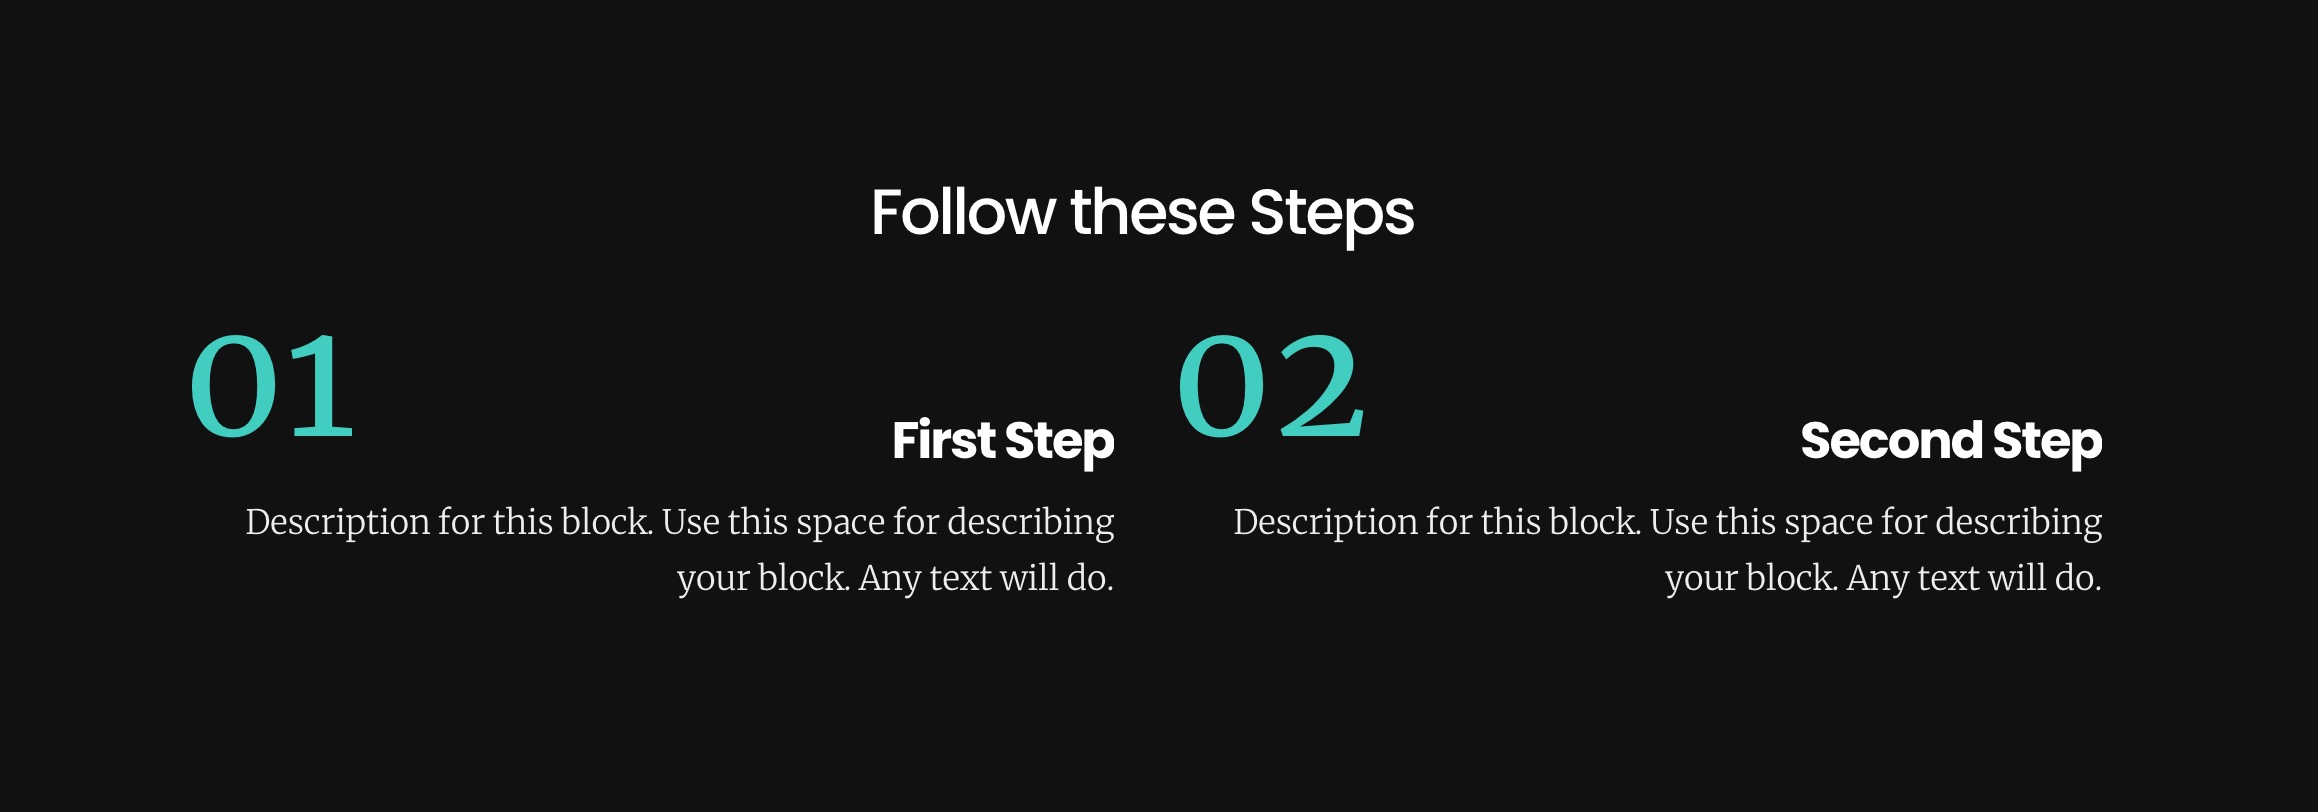 Follow these Steps
01
First Step
Description for this block. Use this space for describing
your block. Any text will do.
02
Second Step
Description for this block. Use this space for describing
your block. Any text will do.